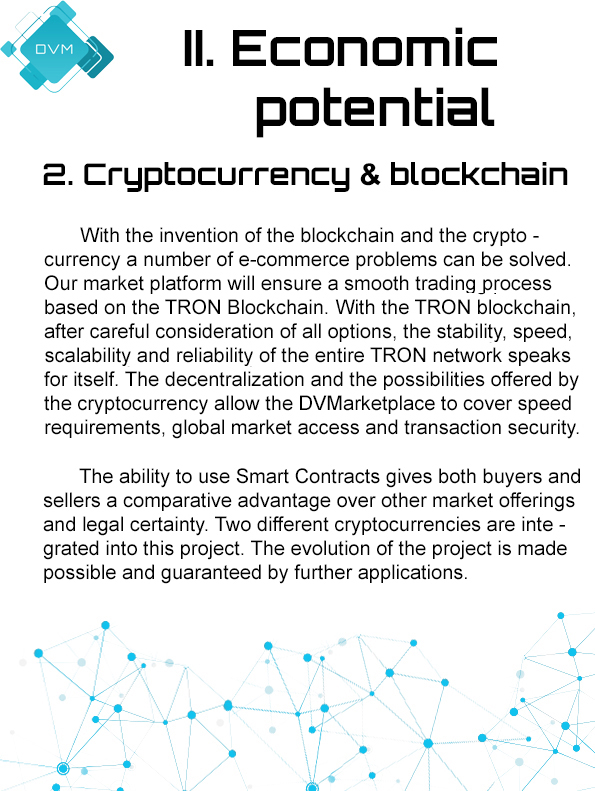 DVM
II. Economic
potential
2. Cryptocurrency & blockchain
With the invention of the blockchain and the crypto -
currency a number of e-commerce problems can be solved.
Our market platform will ensure a smooth trading process
based on the TRON Blockchain. With the TRON blockchain,
after careful consideration of all options, the stability, speed,
scalability and reliability of the entire TRON network speaks
for itself. The decentralization and the possibilities offered by
the cryptocurrency allow the DVMarketplace to cover speed
requirements, global market access and transaction security.
The ability to use Smart Contracts gives both buyers and
sellers a comparative advantage over other market offerings
and legal certainty. Two different cryptocurrencies are inte -
grated into this project. The evolution of the project is made
possible and guaranteed by further applications.